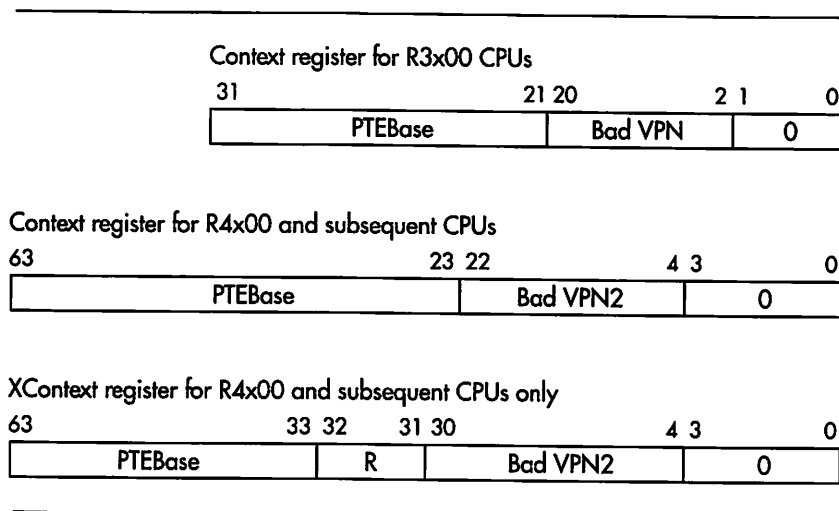 Context register for R3x00 CPUs
31 21 20 2 1 0
PTEBase Bad VPN 0
Context register for R4x00 and subsequent CPUs
63 23 22 4 3 0
PTEBase Bad VPN2 0
XContext register for R4x00 and subsequent CPUs only
63 33 32 31 30 4 3 0
PTEBase R Bad VPN2 0